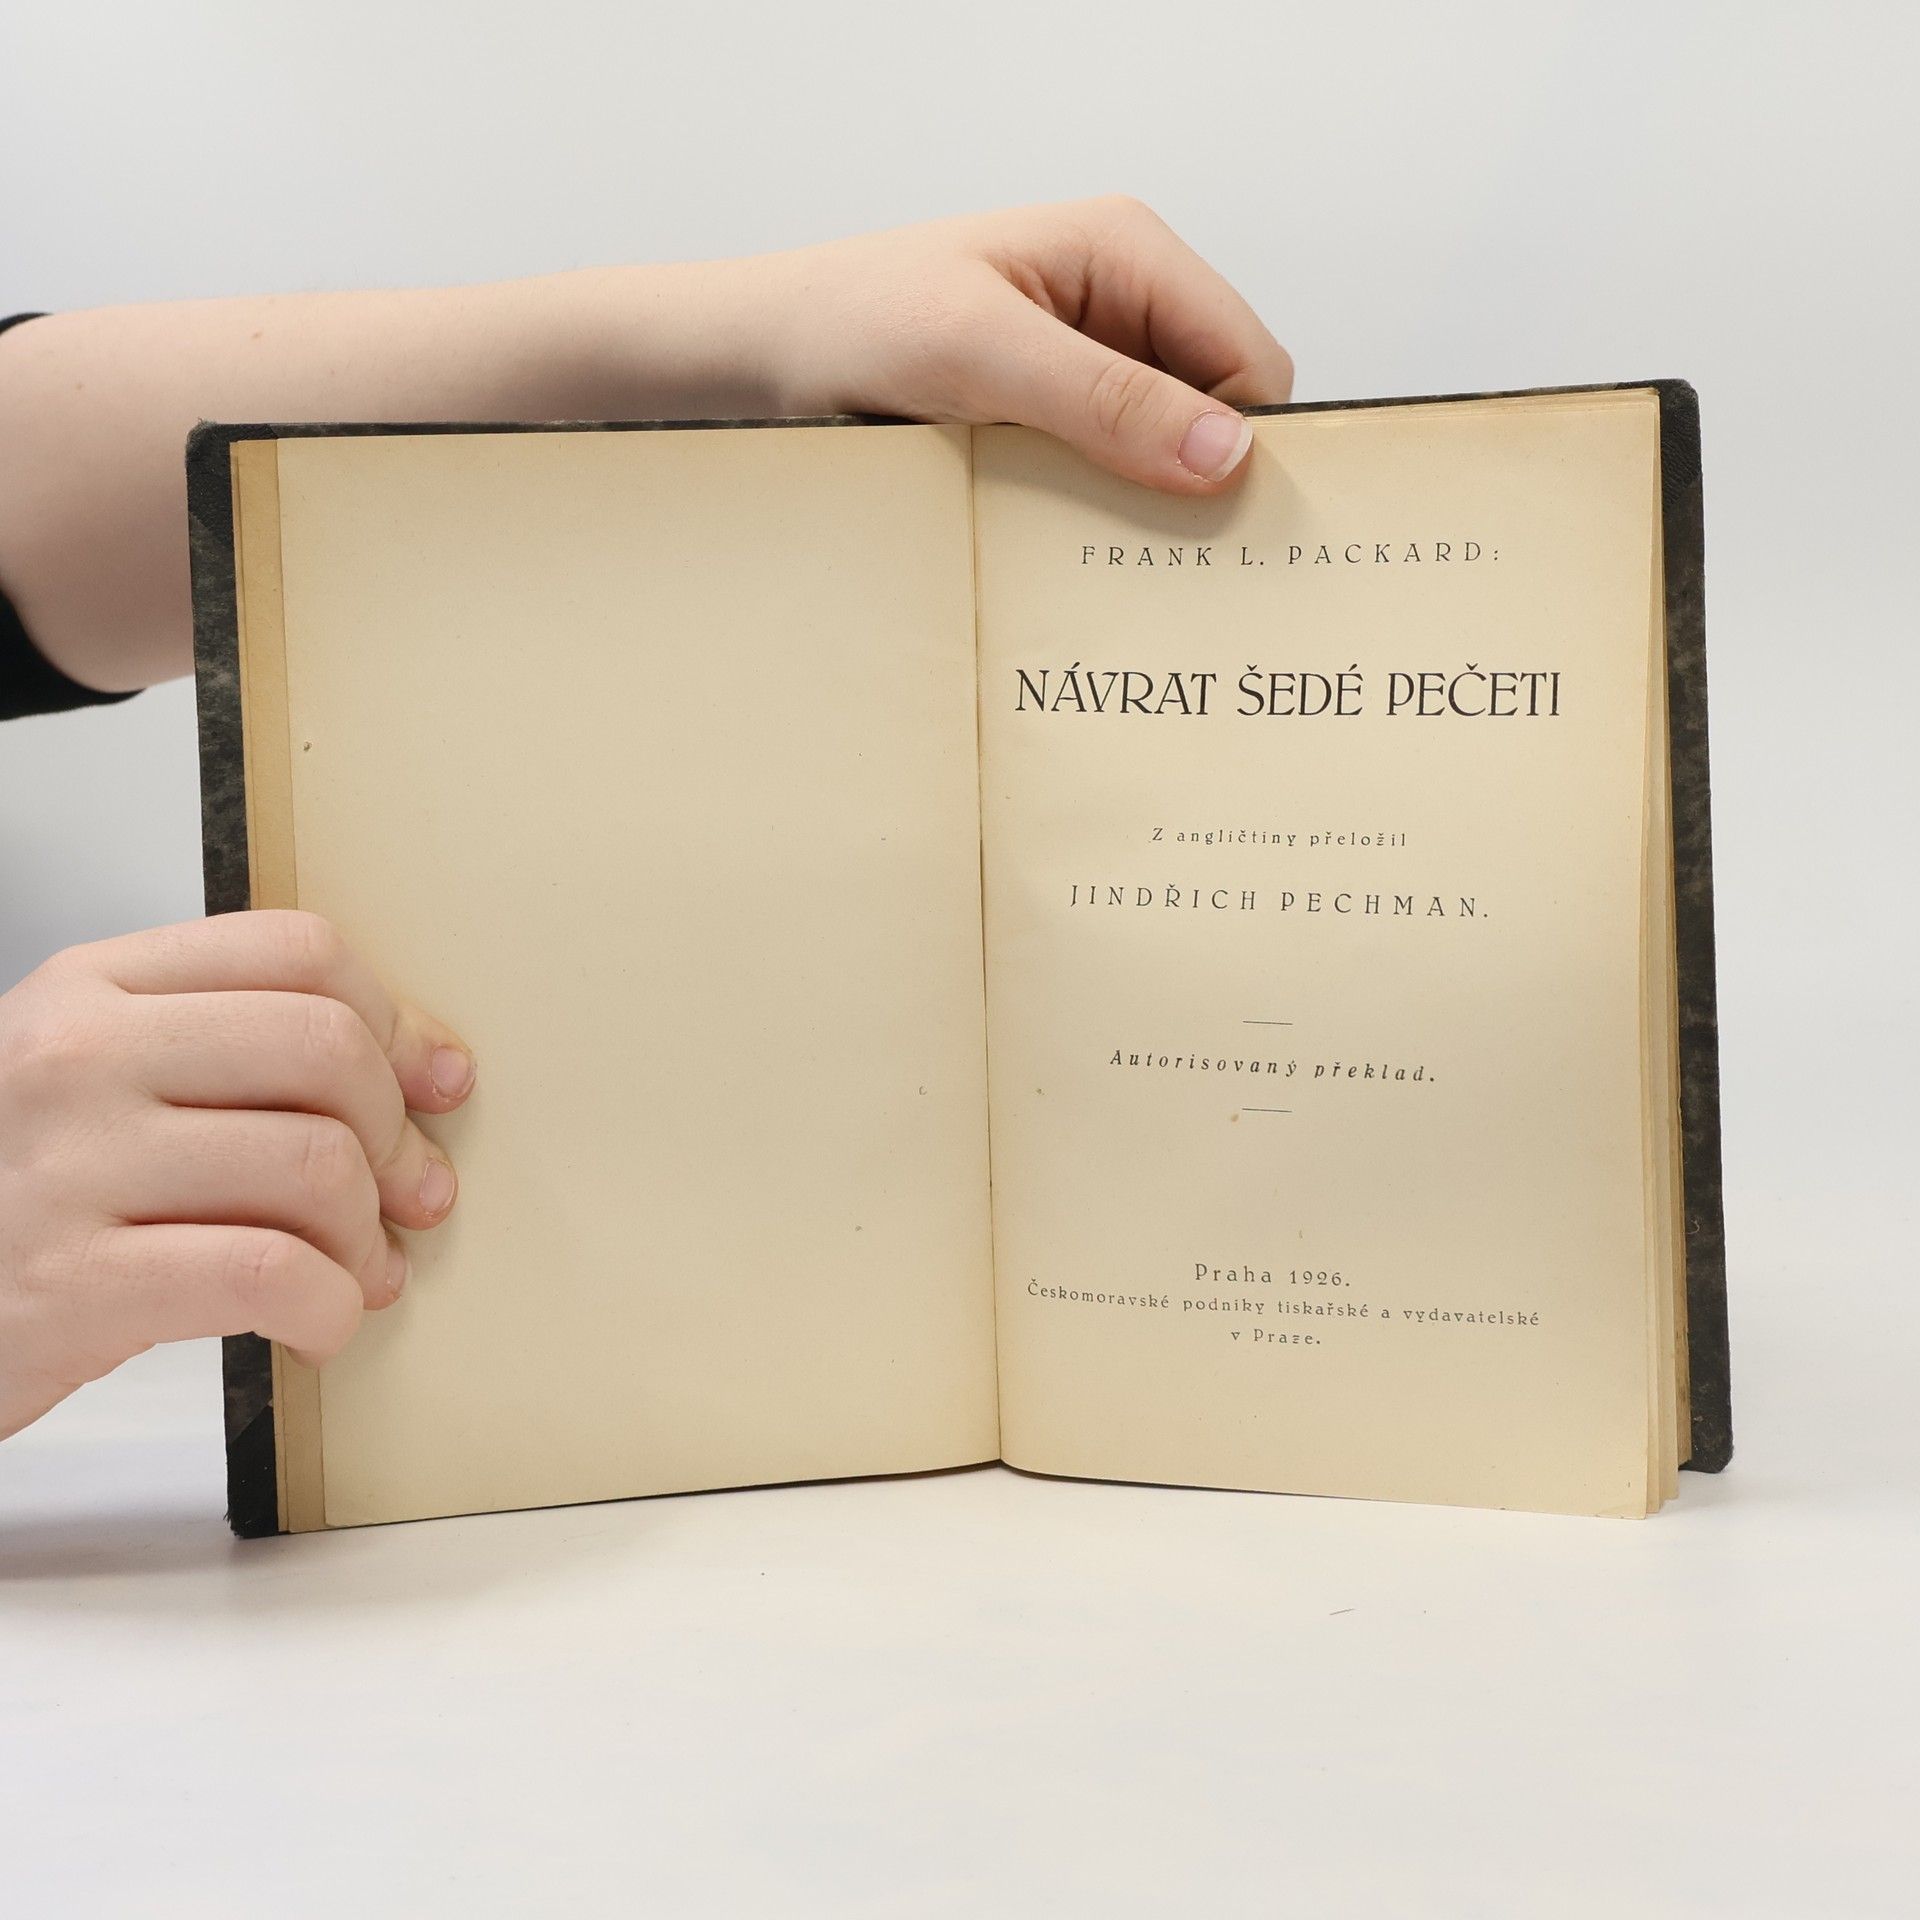 FRANK L. PACKARD:
NÁVRAT ŠEDÉ PEČETI
Z angličtiny přeložil
JINDŘICH PECHMAN.
Autorisovaný překlad.
Praha 1926.
Českomoravské podniky tiskařské a vydavatelské
v Praze.